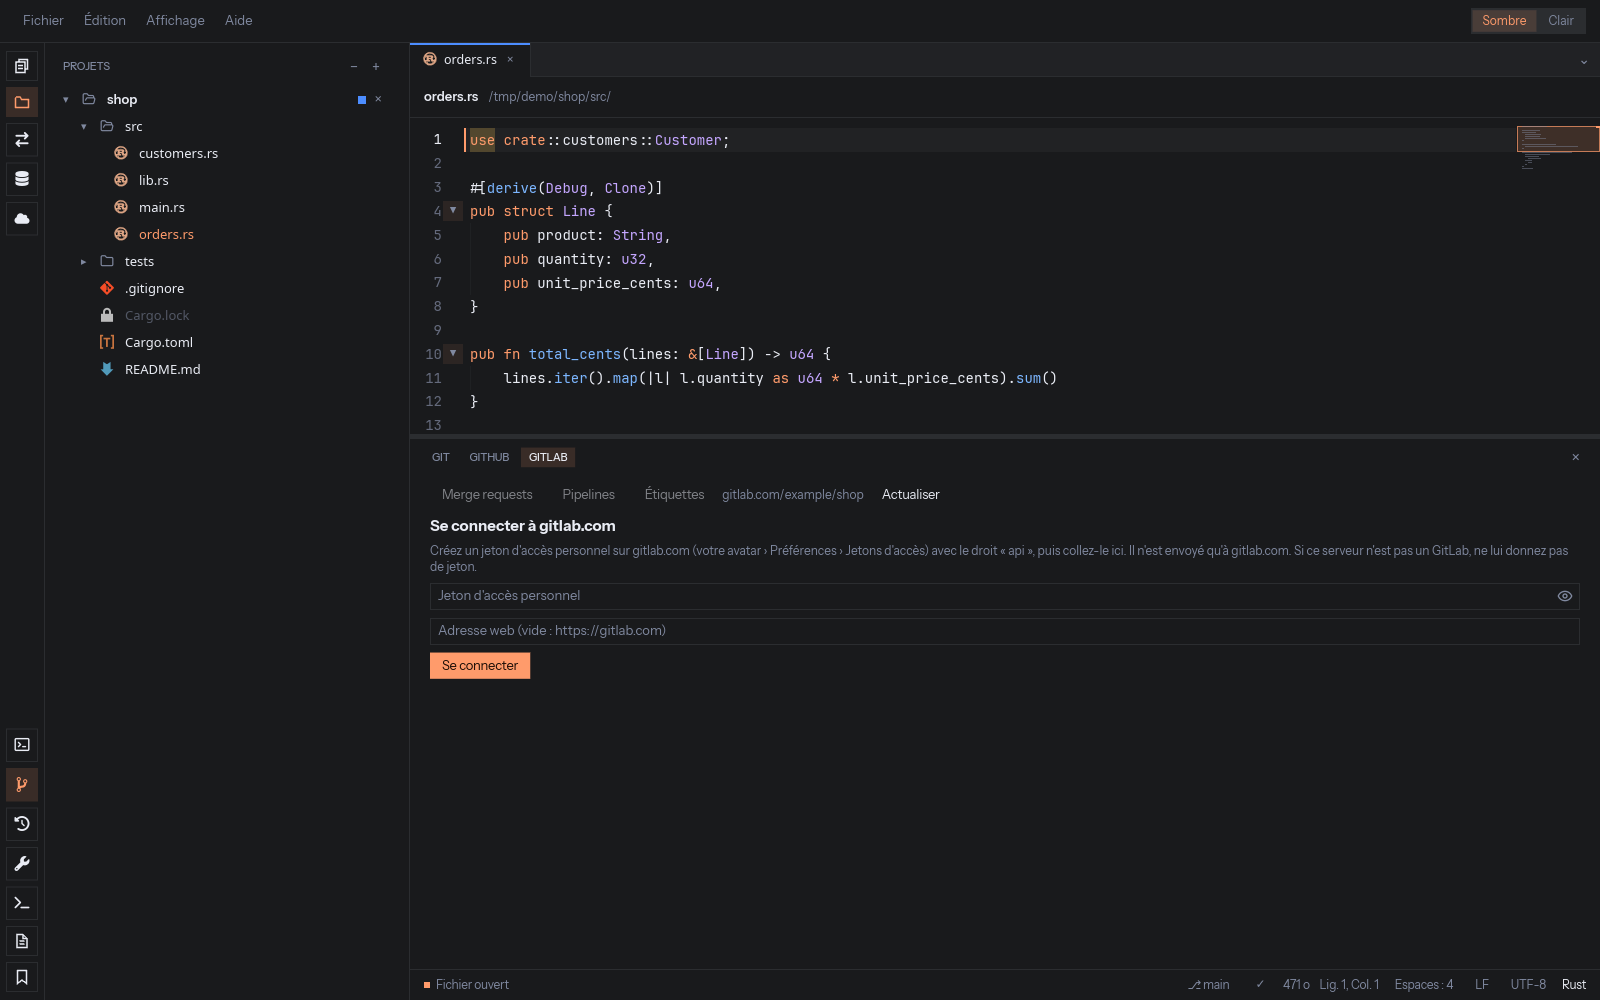 Fichier Édition Affichage Aide Sombre Clair
PROJETS − +
shop ×
src
customers.rs
lib.rs
main.rs
orders.rs
tests
.gitignore
Cargo.lock
Cargo.toml
README.md
orders.rs ×
orders.rs /tmp/demo/shop/src/
1 use crate::customers::Customer;
2
3 #[derive(Debug, Clone)]
4 pub struct Line {
5 pub product: String,
6 pub quantity: u32,
7 pub unit_price_cents: u64,
8 }
9
10 pub fn total_cents(lines: &[Line]) -> u64 {
11 lines.iter().map(|l| l.quantity as u64 * l.unit_price_cents).sum()
12 }
13
GIT GITHUB GITLAB ×
Merge requests Pipelines Étiquettes gitlab.com/example/shop Actualiser
Se connecter à gitlab.com
Créez un jeton d'accès personnel sur gitlab.com (votre avatar › Préférences › Jetons d'accès) avec le droit « api », puis collez-le ici. Il n'est envoyé qu'à gitlab.com. Si ce serveur n'est pas un GitLab, ne lui donnez pas
de jeton.
Jeton d'accès personnel
Adresse web (vide : https://gitlab.com)
Se connecter
Fichier ouvert main ✓ 471 o Lig. 1, Col. 1 Espaces : 4 LF UTF-8 Rust